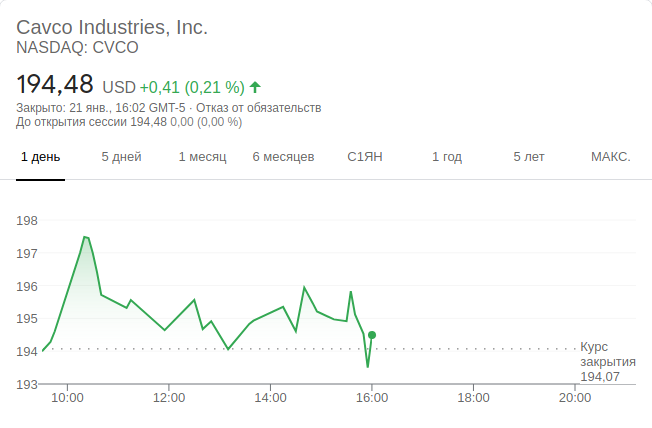 Cavco Industries, Inc.
NASDAQ: CVCO
194,48 USD +0,41 (0,21 %)
Закрыто: 21 янв., 16:02 GMT-5 · Отказ от обязательств
До открытия сессии 194,48 0,00 (0,00 %)
1 день 5 дней 1 месяц 6 месяцев С1ЯН 1 год 5 лет МАКС.
198
197
196
195
194
193
Курс
закрытия
194,07
10:00 12:00 14:00 16:00 18:00 20:00